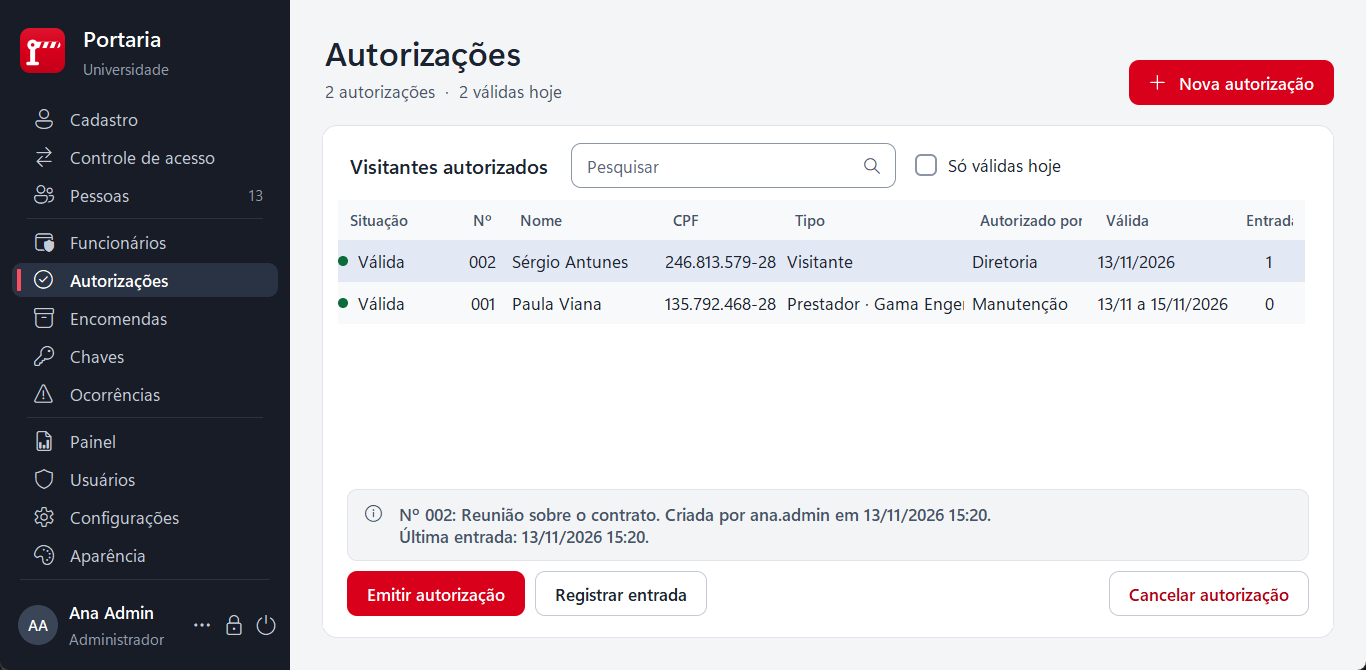 Portaria
Universidade
Cadastro
Controle de acesso
Pessoas 13
Funcionários
Autorizações
Encomendas
Chaves
Ocorrências
Painel
Usuários
Configurações
Aparência
AA
Ana Admin
Administrador
Autorizações
2 autorizações · 2 válidas hoje
Nova autorização
Visitantes autorizados
Pesquisar
Só válidas hoje
Situação Nº Nome CPF Tipo Autorizado por Válida Entrada
Válida 002 Sérgio Antunes 246.813.579-28 Visitante Diretoria 13/11/2026 1
Válida 001 Paula Viana 135.792.468-28 Prestador · Gama Enger Manutenção 13/11 a 15/11/2026 0
Nº 002: Reunião sobre o contrato. Criada por ana.admin em 13/11/2026 15:20.
Última entrada: 13/11/2026 15:20.
Emitir autorização
Registrar entrada
Cancelar autorização